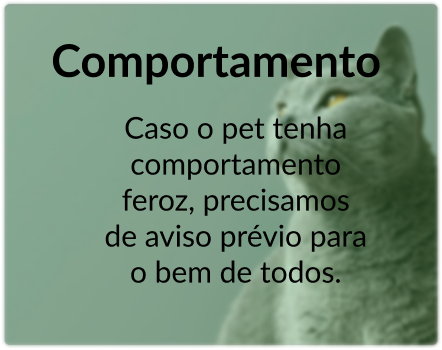 Comportamento
Caso o pet tenha
comportamento
feroz, precisamos
de aviso prévio para
o bem de todos.